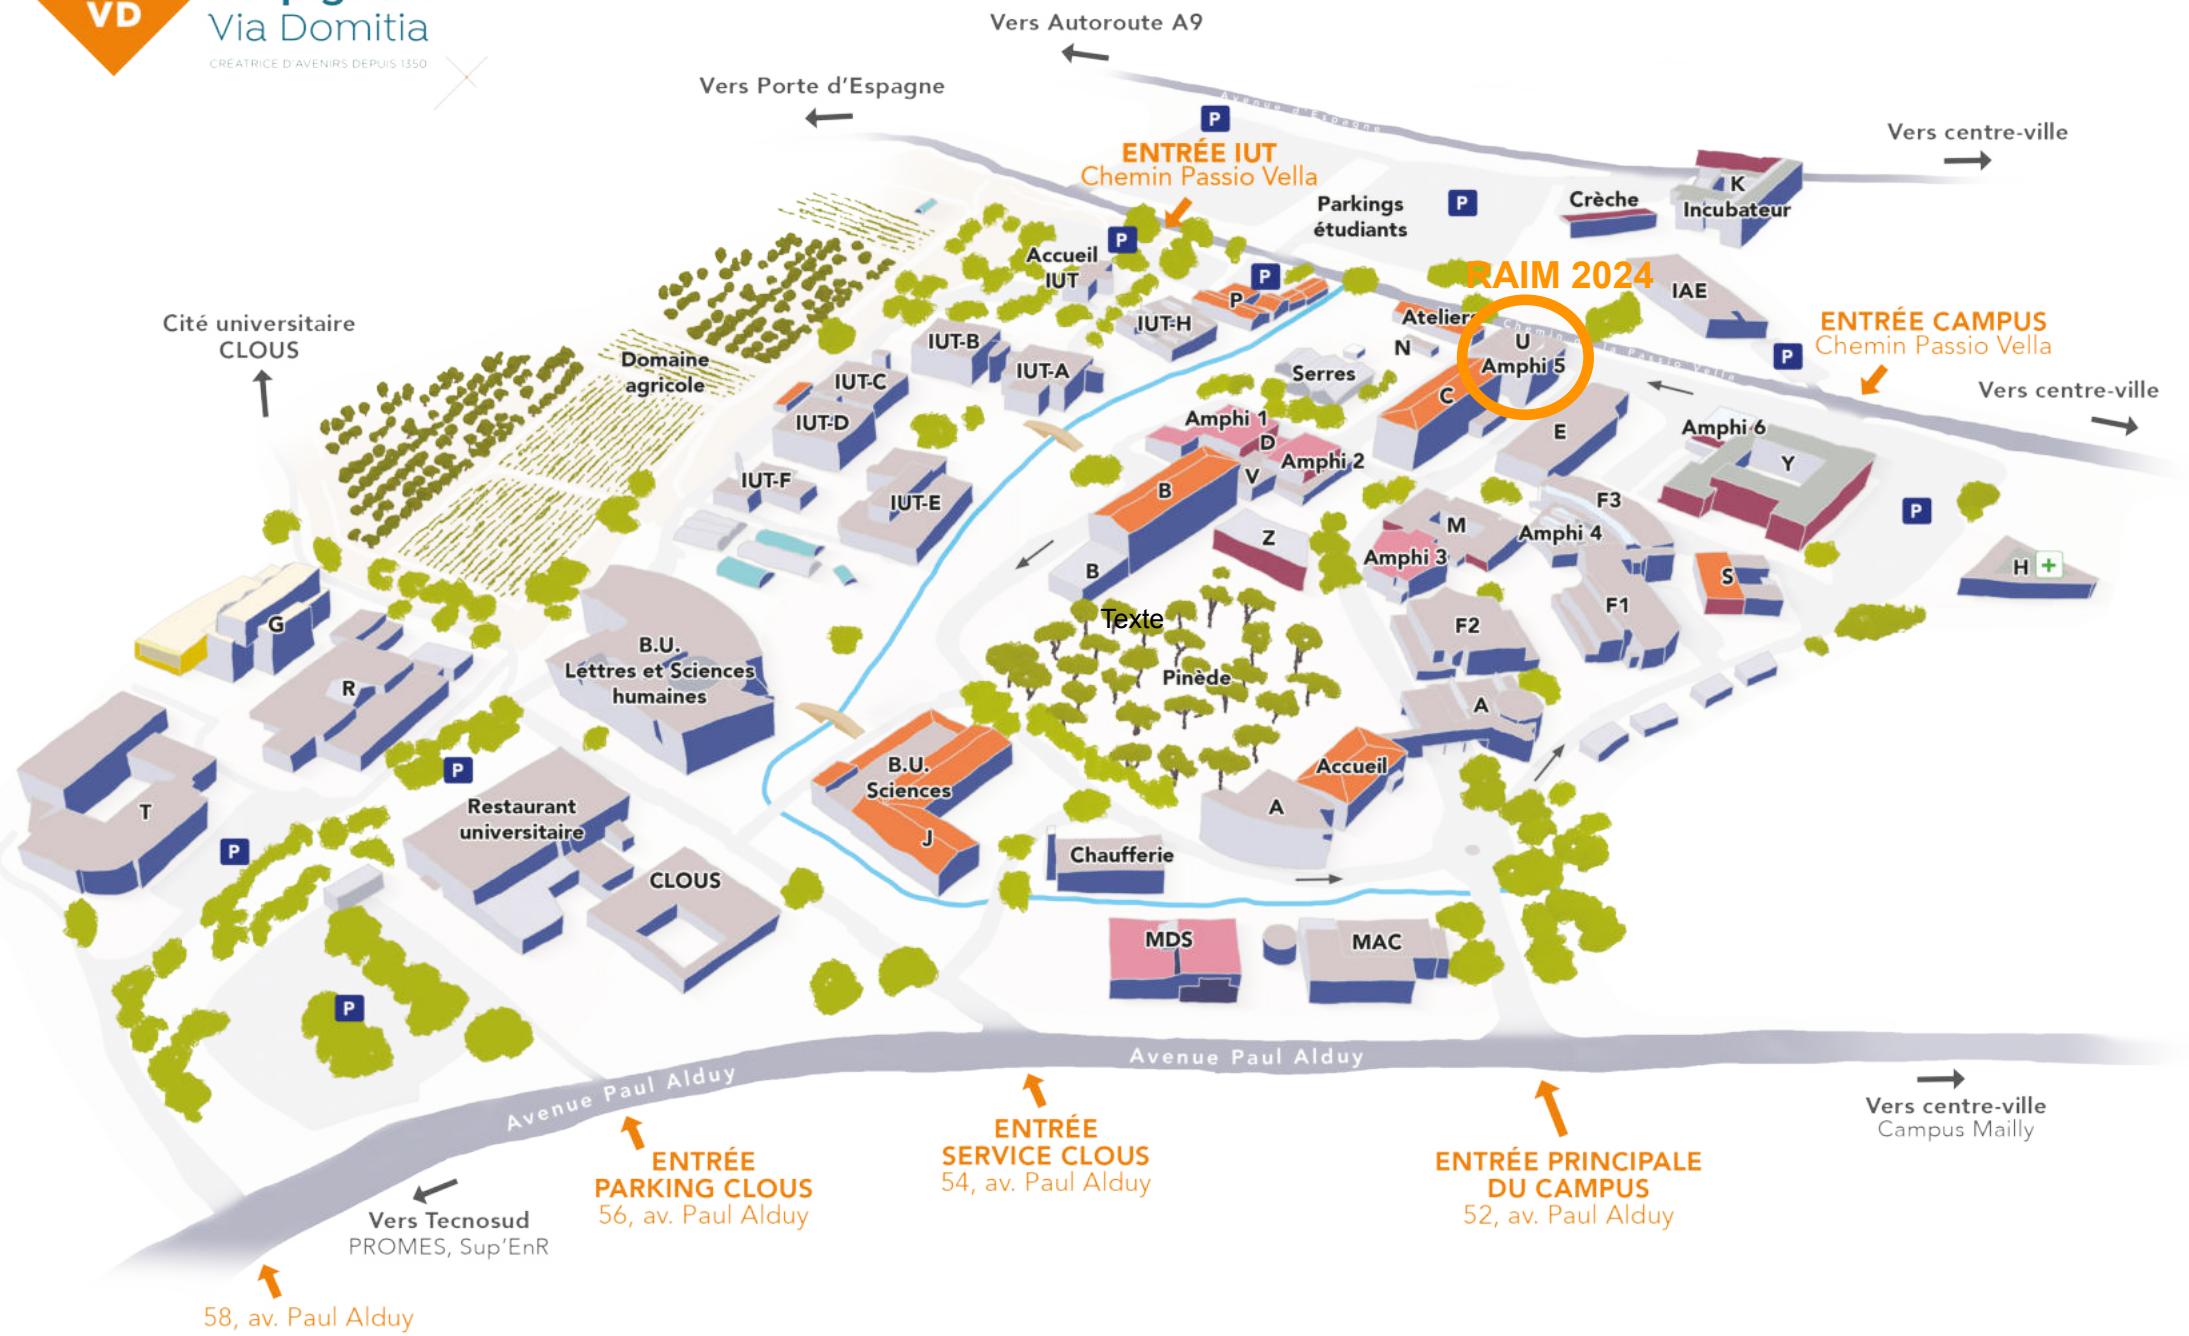 VD
Via Domitia
CRÉATRICE D'AVENIRS DEPUIS 1350
Vers Autoroute A9
Vers Porte d'Espagne
Avenue d'Espagne
P
ENTRÉE IUT
Chemin Passio Vella
Vers centre-ville
K
Incubateur
Crèche
Parkings
étudiants
P
Accueil
IUT
P
P
P
RAIM 2024
IAE
ENTRÉE CAMPUS
Chemin Passio Vella
P
Vers centre-ville
Cité universitaire
CLOUS
Domaine
agricole
IUT-B
IUT-H
IUT-A
IUT-C
IUT-D
IUT-F
IUT-E
Ateliers
N
U
Amphi 5
Chemin de la Passio Vella
Serres
C
E
Amphi 1
D
Amphi 2
V
B
B
Z
Amphi 6
Y
F3
M
Amphi 4
Amphi 3
S
P
H
F1
F2
Texte
Pinède
A
G
R
B.U.
Lettres et Sciences
humaines
T
P
P
Restaurant
universitaire
CLOUS
B.U.
Sciences
J
Accueil
A
Chaufferie
MDS
MAC
P
Avenue Paul Alduy
Avenue Paul Alduy
Vers centre-ville
Campus Mailly
ENTRÉE
SERVICE CLOUS
54, av. Paul Alduy
ENTRÉE
PARKING CLOUS
56, av. Paul Alduy
ENTRÉE PRINCIPALE
DU CAMPUS
52, av. Paul Alduy
Vers Tecnosud
PROMES, Sup'EnR
58, av. Paul Alduy